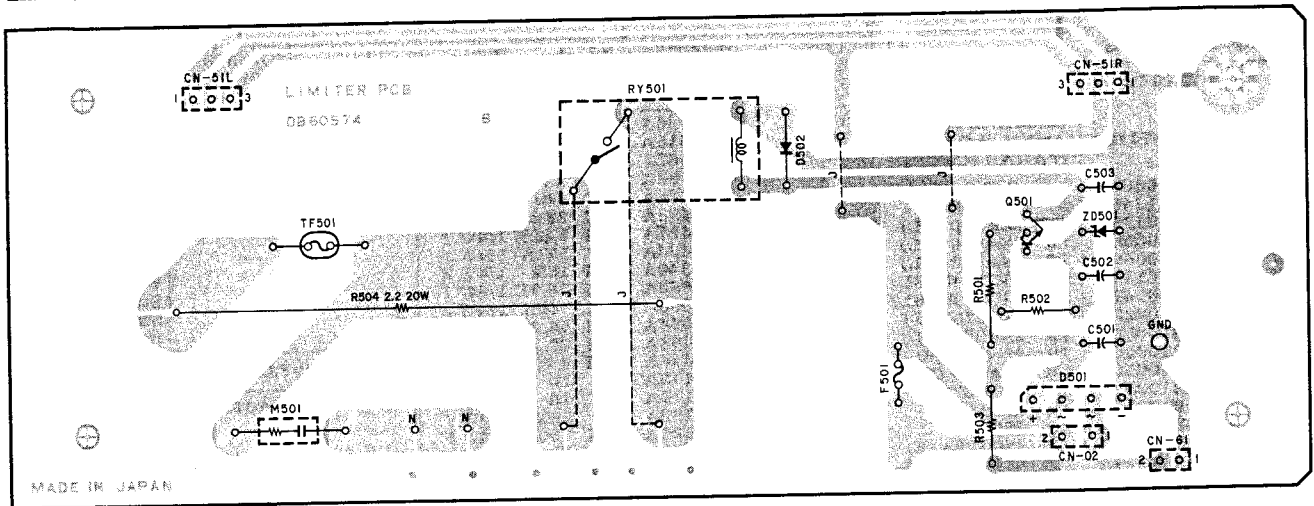 CN-51L
1 3
LIMITER PCB
DB60574 B
RY501
D502
J
J
CN-51R
3 1
C503
Q501
ZD501
C502
R501
R502
C501
GND
TF501
R504 2.2 20W
J
J
F501
D501
+ ~ ~ -
R503
2 1
CN-02
CN-61
2 1
M501
N N
MADE IN JAPAN